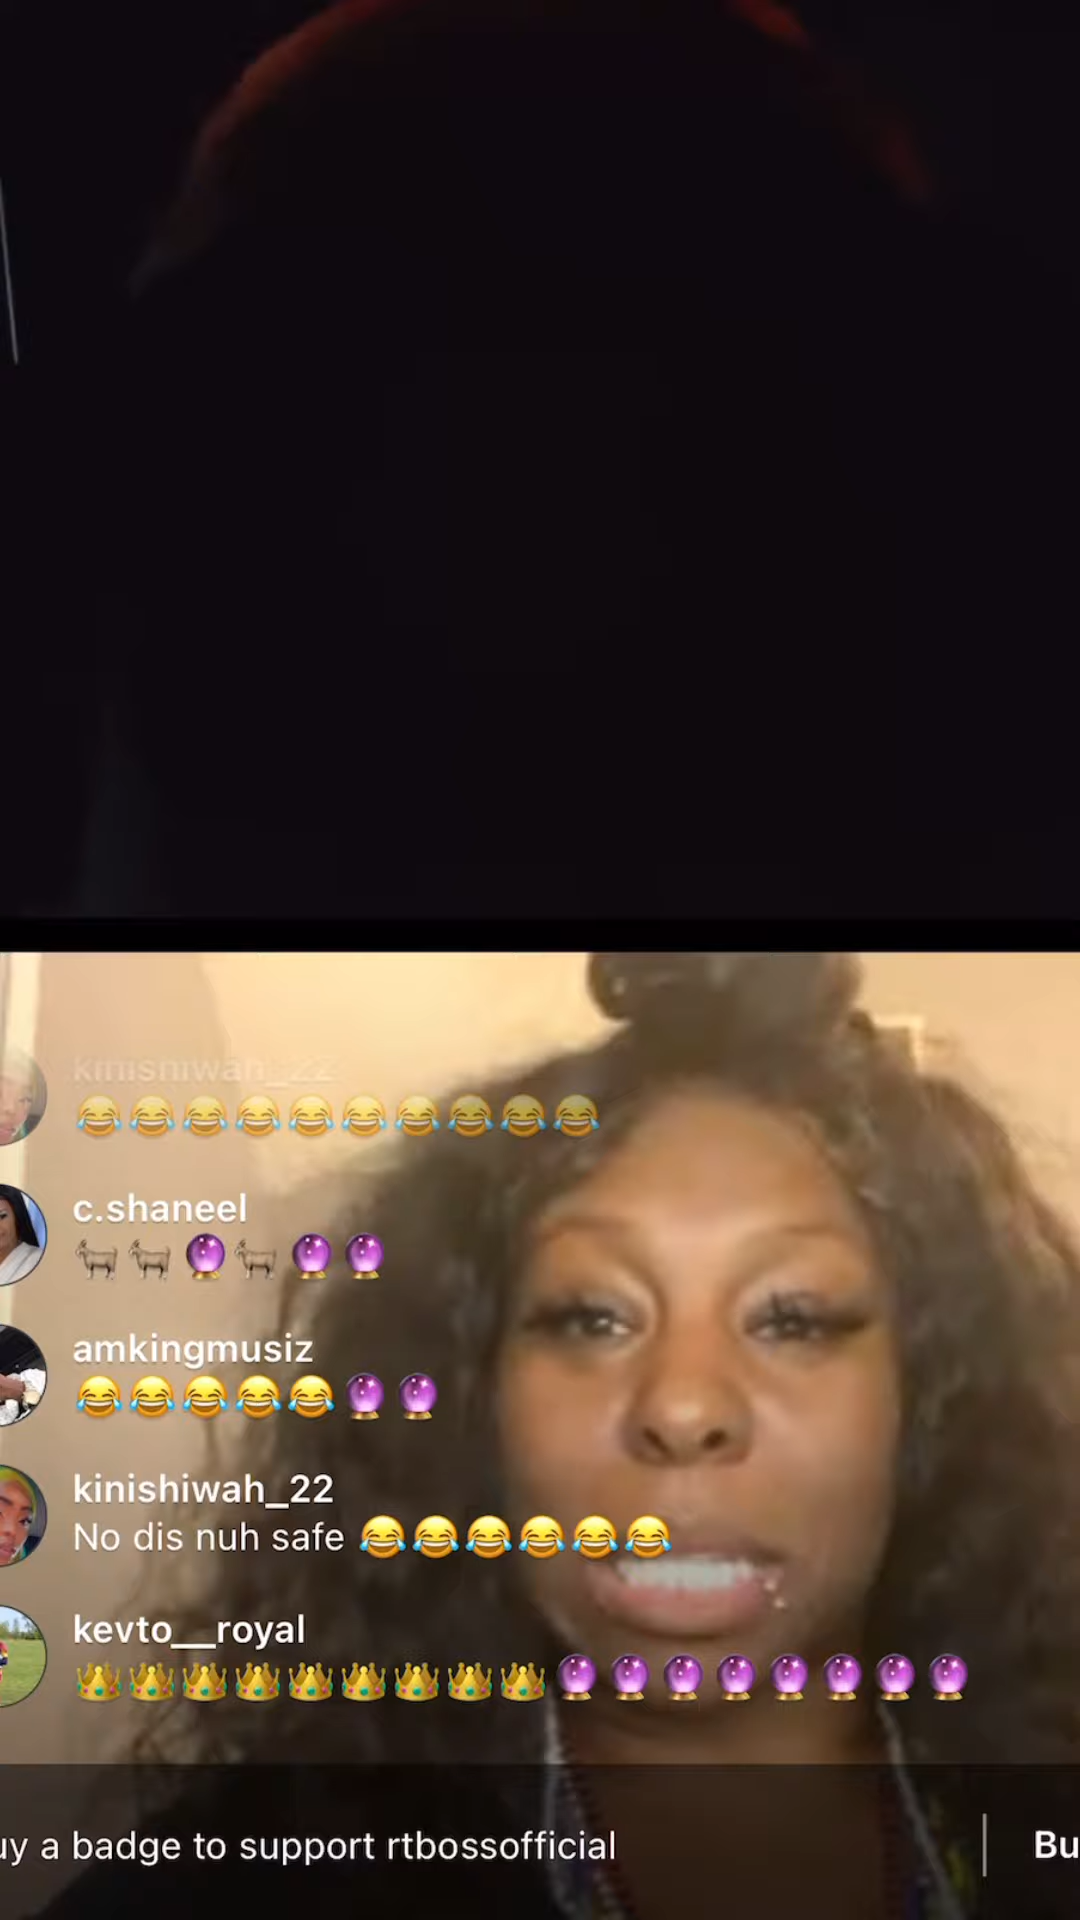 kinishiwah_22
😂😂😂😂😂😂😂😂😂😂
c.shaneel
🐐🐐🔮🐐🔮🔮
amkingmusiz
😂😂😂😂😂🔮🔮
kinishiwah_22
No dis nuh safe 😂😂😂😂😂😂
kevto__royal
👑👑👑👑👑👑👑👑👑🔮🔮🔮🔮🔮🔮🔮🔮
uy a badge to support rtbossofficial
Bu